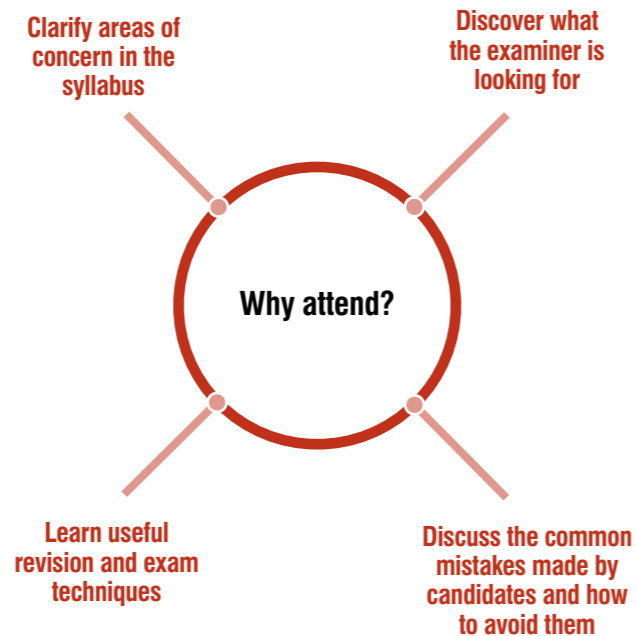 Clarify areas of
concern in the
syllabus
Discover what
the examiner is
looking for
Why attend?
Learn useful
revision and exam
techniques
Discuss the common
mistakes made by
candidates and how
to avoid them